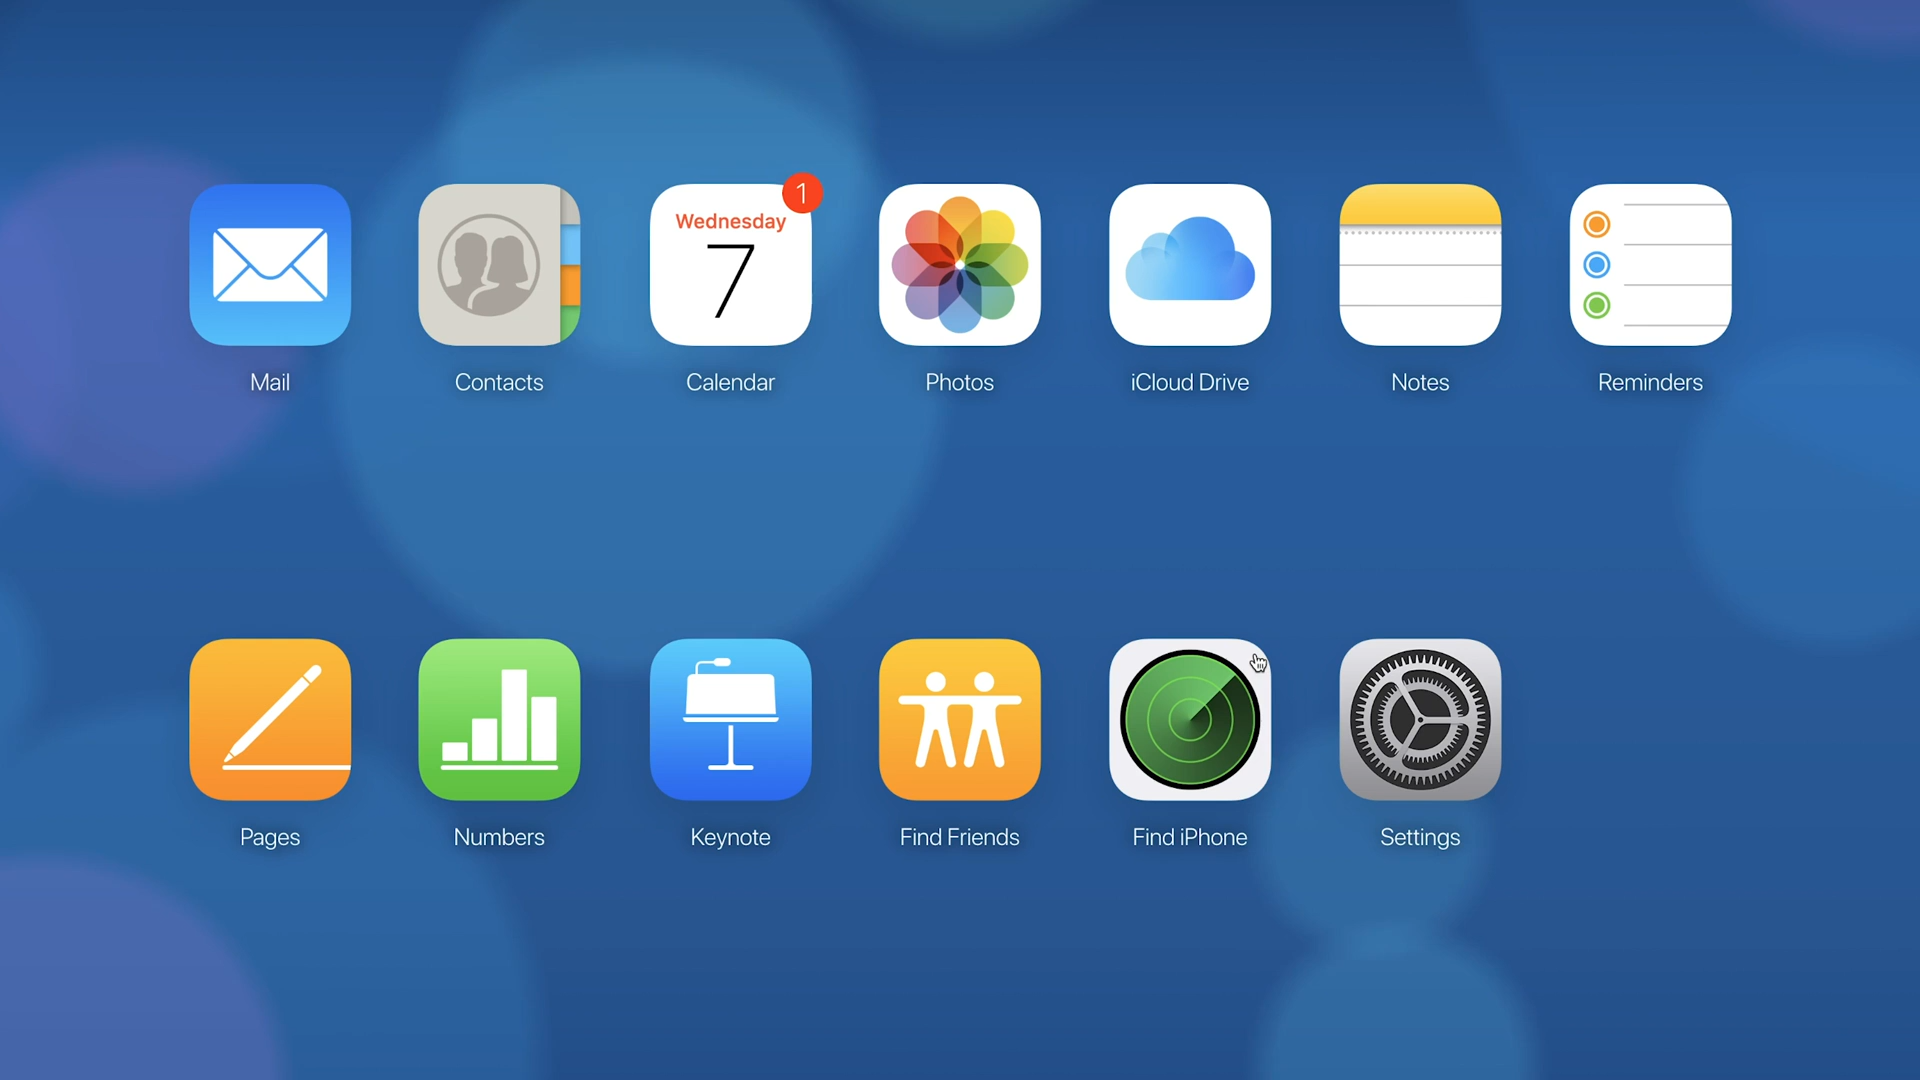 1
Wednesday
7
Mail
Contacts
Calendar
Photos
iCloud Drive
Notes
Reminders
Pages
Numbers
Keynote
Find Friends
Find iPhone
Settings